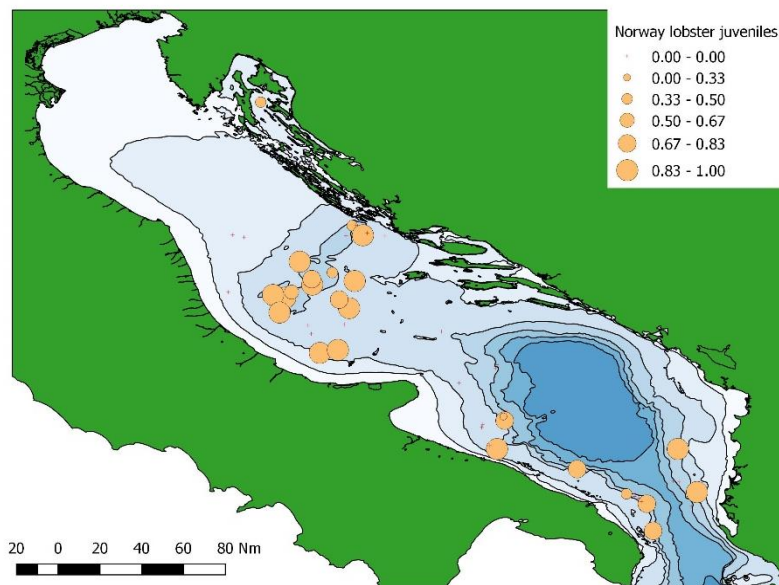 Norway lobster juveniles
0.00 - 0.00
0.00 - 0.33
0.33 - 0.50
0.50 - 0.67
0.67 - 0.83
0.83 - 1.00
20 0 20 40 60 80 Nm